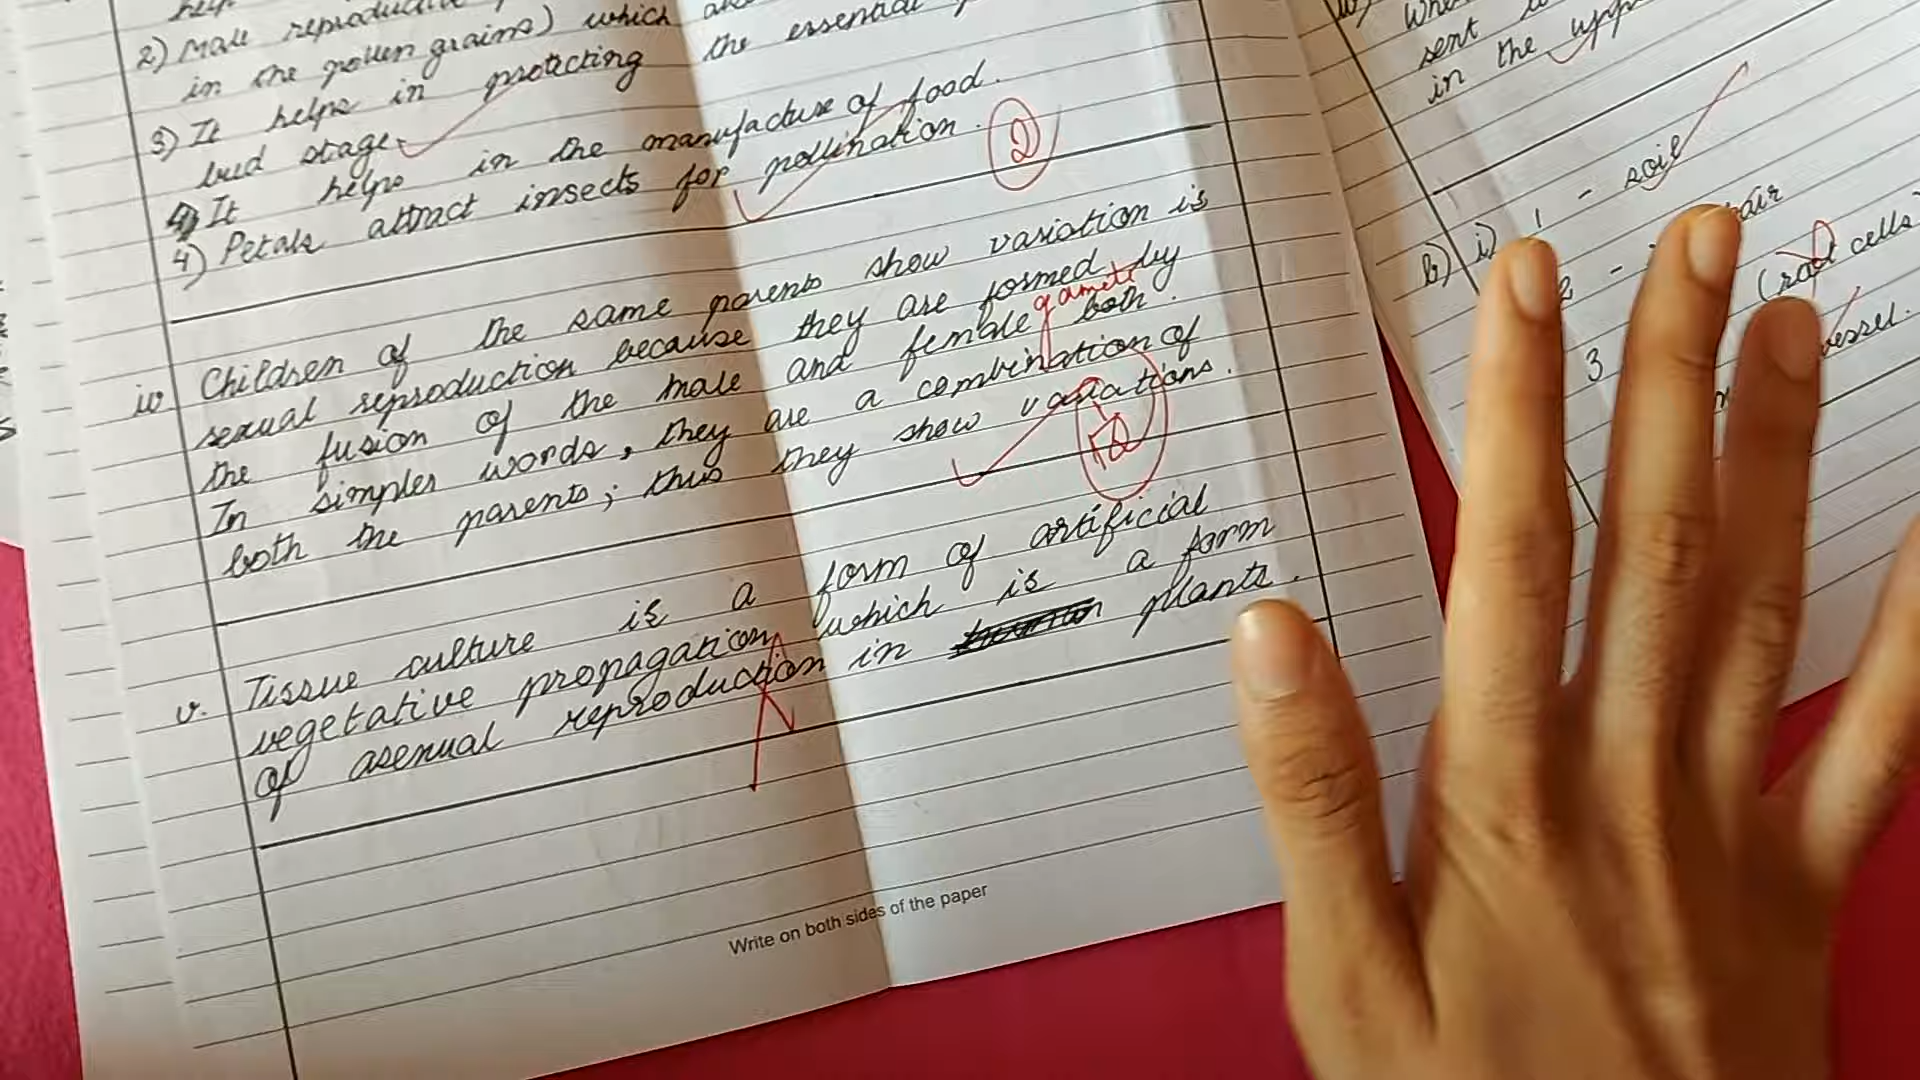 help
2) Male reproductive
in the pollen grains) which are
3) It helps in protecting the essential
bud stage.
4) It helps in the manufacture of food.
4) Petals attract insects for pollination.
2
iv Children of the same parents show variation is
sexual reproduction because they are formed by
the fusion of the male and female gamete both.
In simpler words, they are a combination of
both the parents; thus they show variations.
v. Tissue culture is a form of artificial
vegetative propagation, which is a form
of asexual reproduction in human plants.
Write on both sides of the paper
sent
in the
b) i) 1 - soil
2 - hair
(root cells)
3 vessel.